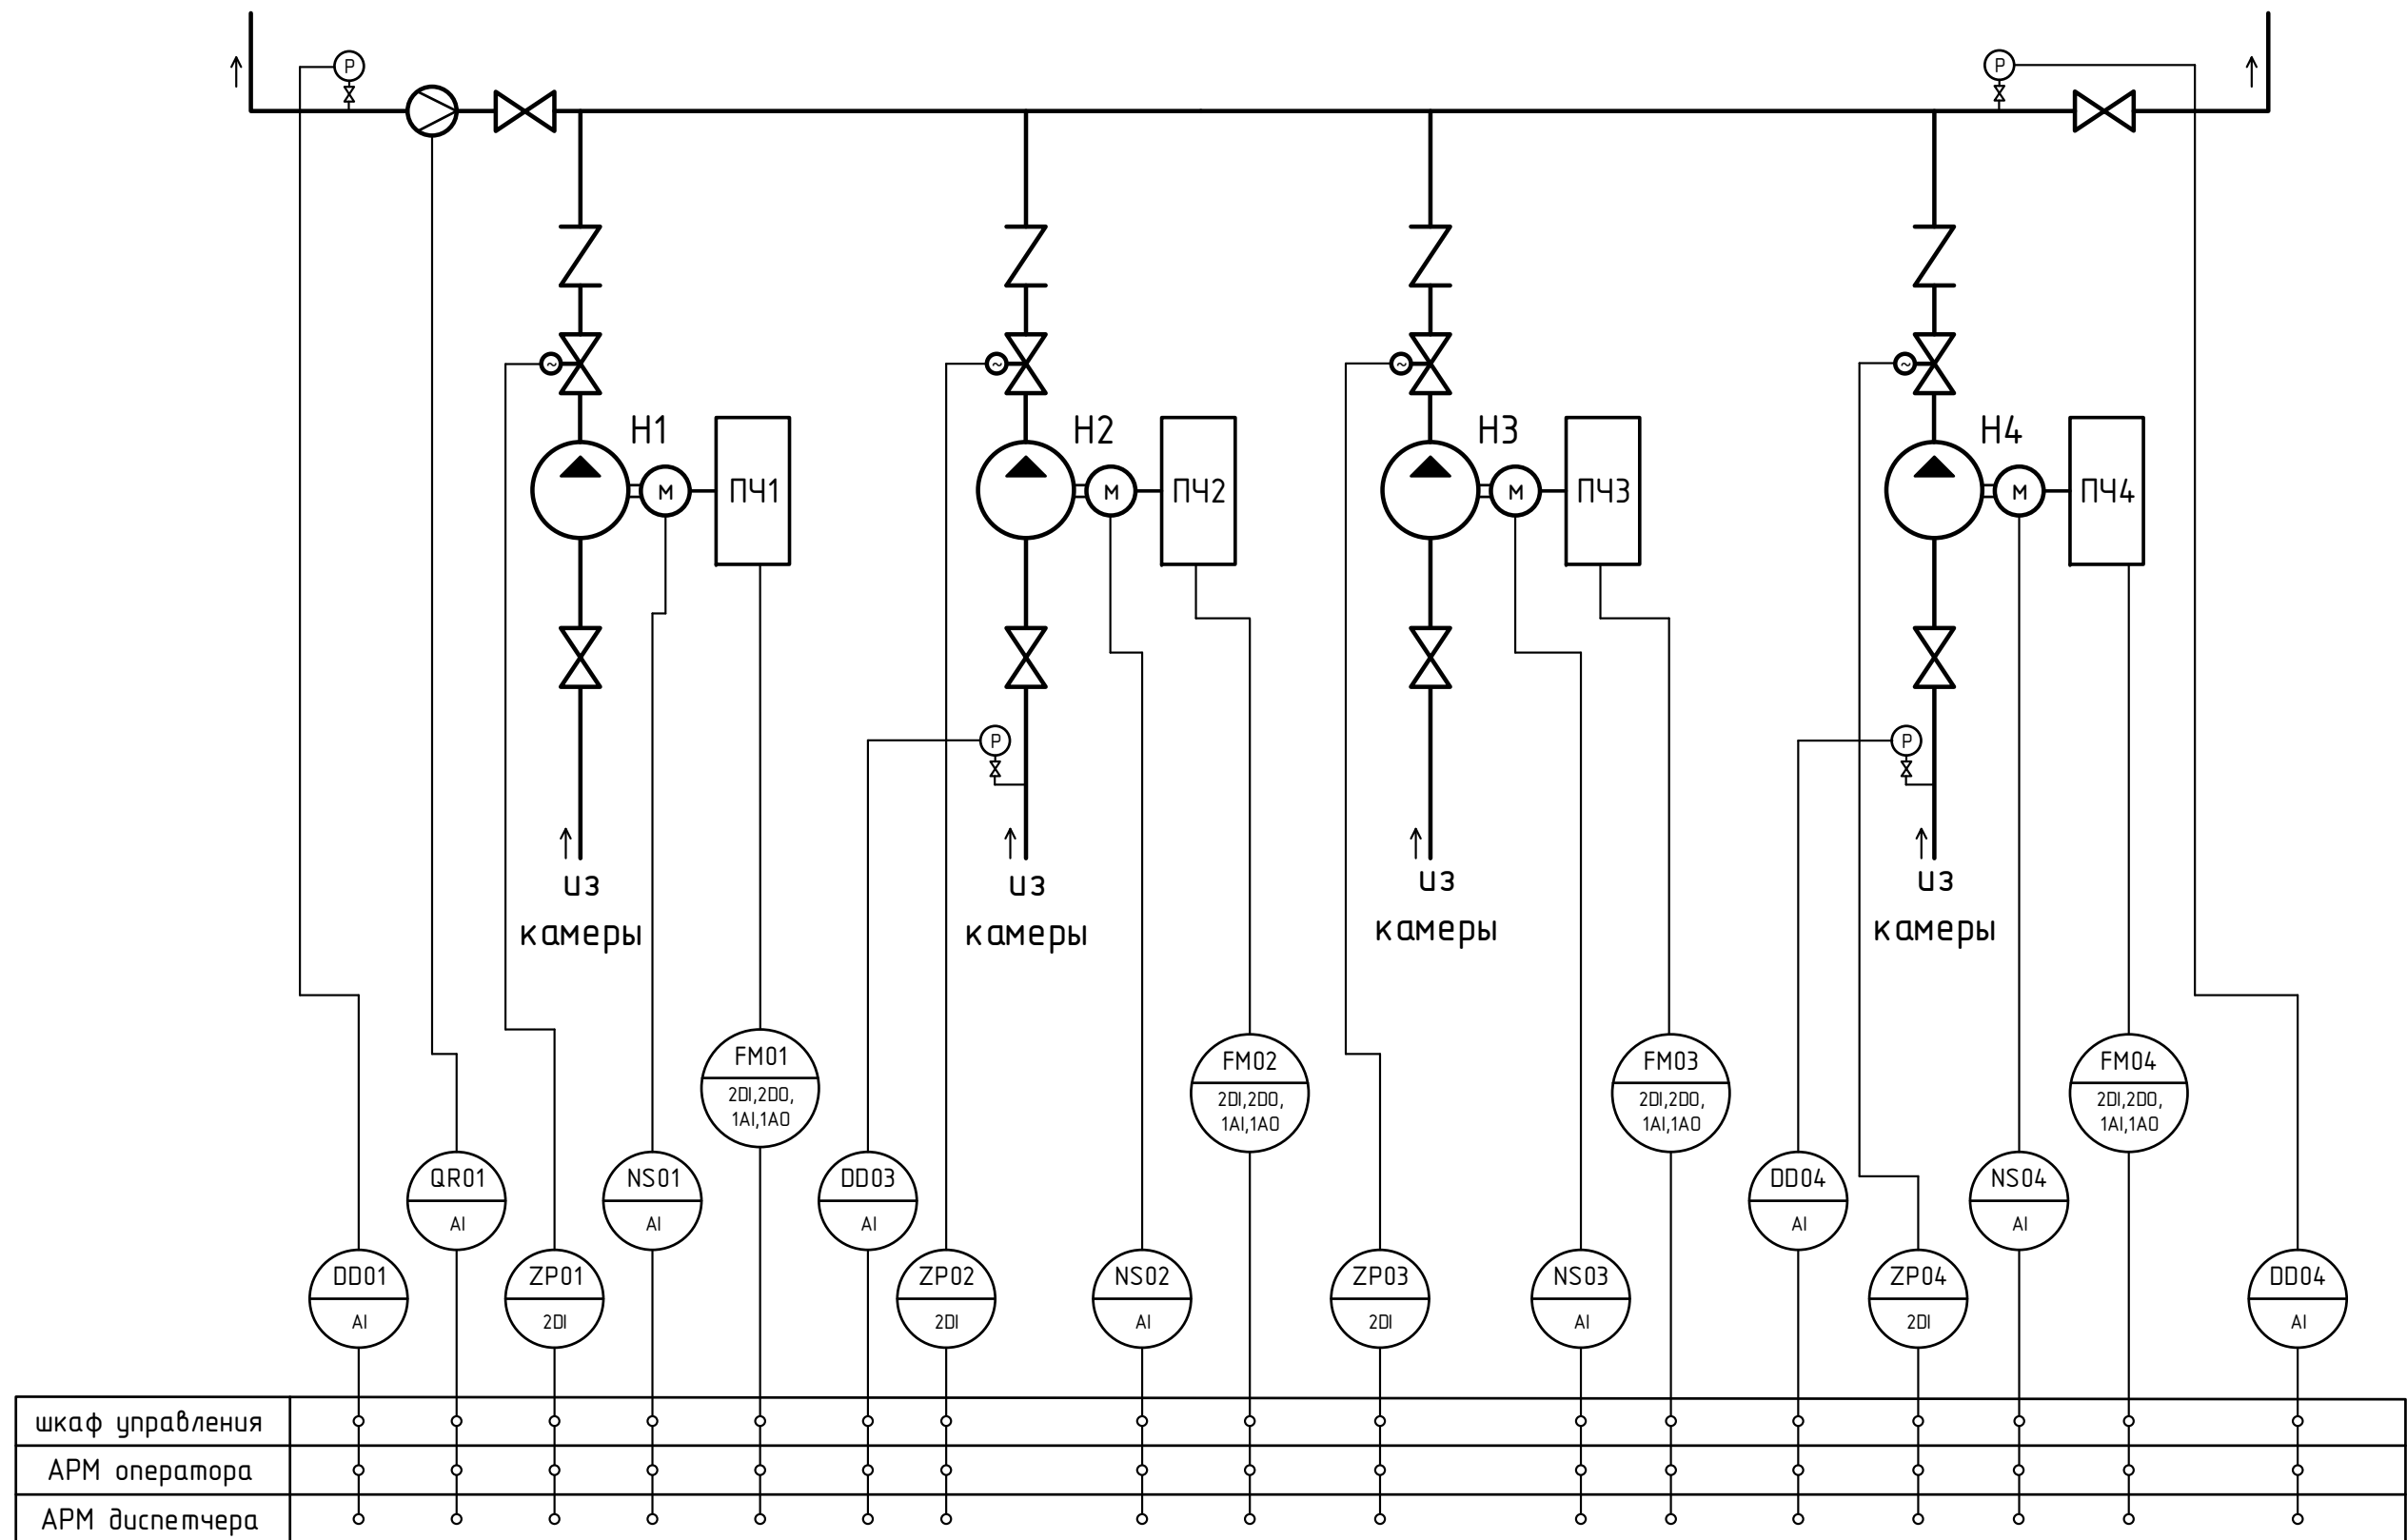 P
P
~
~
~
~
Н1
Н2
Н3
Н4
М
ПЧ1
М
ПЧ2
М
ПЧ3
М
ПЧ4
P
P
из
камеры
из
камеры
из
камеры
из
камеры
FM01
2DI,2DO,
1AI,1AO
FM02
2DI,2DO,
1AI,1AO
FM03
2DI,2DO,
1AI,1AO
FM04
2DI,2DO,
1AI,1AO
QR01
AI
NS01
AI
DD03
AI
DD04
AI
NS04
AI
DD01
AI
ZP01
2DI
ZP02
2DI
NS02
AI
ZP03
2DI
NS03
AI
ZP04
2DI
DD04
AI
шкаф управления
АРМ оператора
АРМ диспетчера